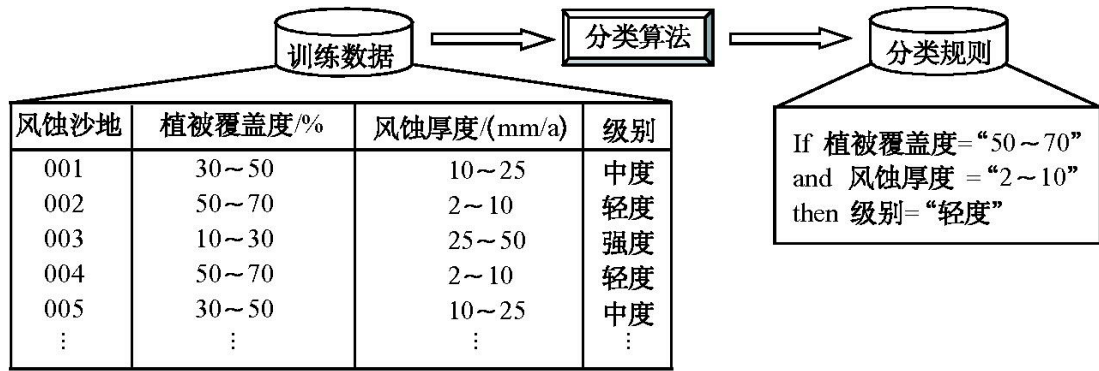 训练数据
分类算法
分类规则
风蚀沙地 植被覆盖度/% 风蚀厚度/(mm/a) 级别
001 30～50 10～25 中度
002 50～70 2～10 轻度
003 10～30 25～50 强度
004 50～70 2～10 轻度
005 30～50 10～25 中度
⋮ ⋮ ⋮ ⋮
If 植被覆盖度=“50～70”
and 风蚀厚度 =“2～10”
then 级别=“轻度”